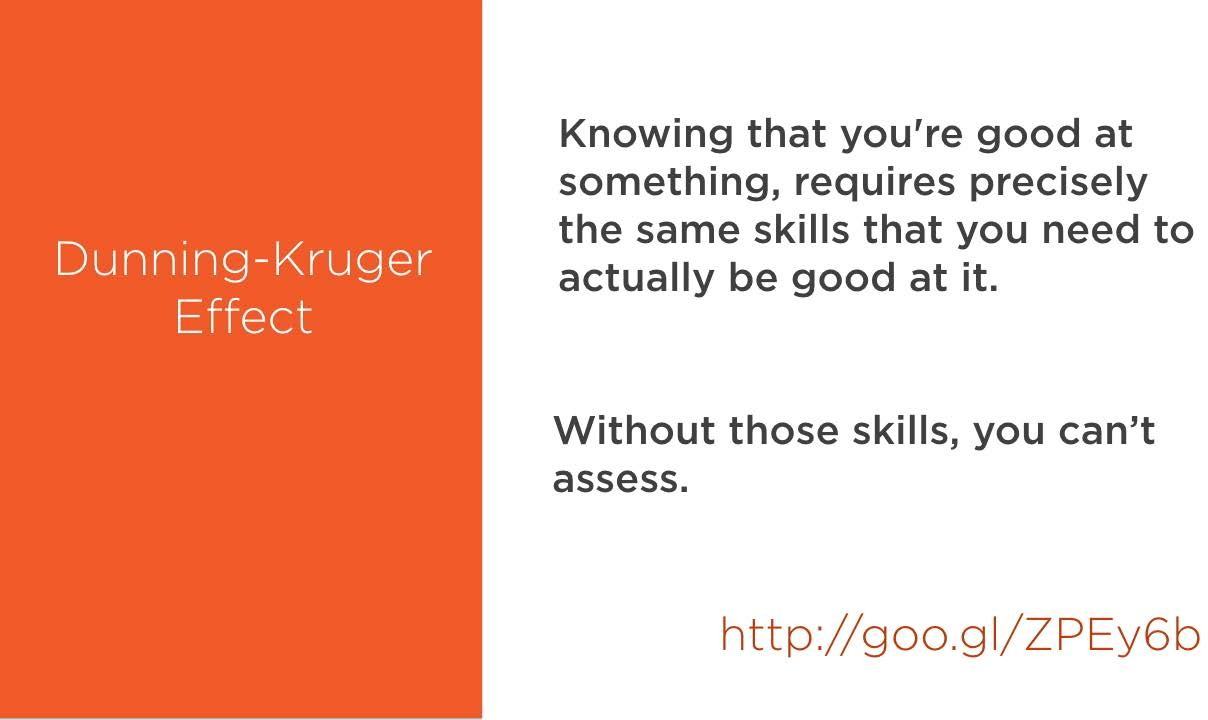 Dunning-Kruger
Effect
Knowing that you're good at
something, requires precisely
the same skills that you need to
actually be good at it.
Without those skills, you can’t
assess.
http://goo.gl/ZPEy6b